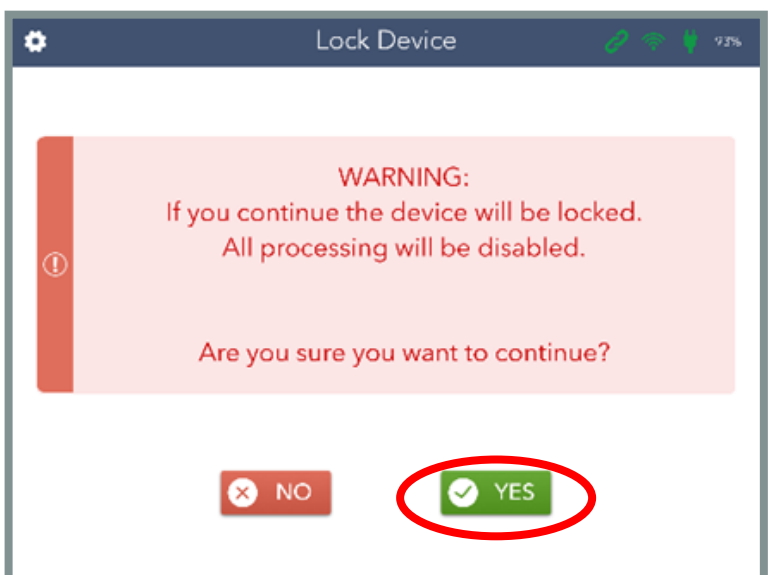 Lock Device
93%
WARNING:
If you continue the device will be locked.
All processing will be disabled.
Are you sure you want to continue?
NO
YES